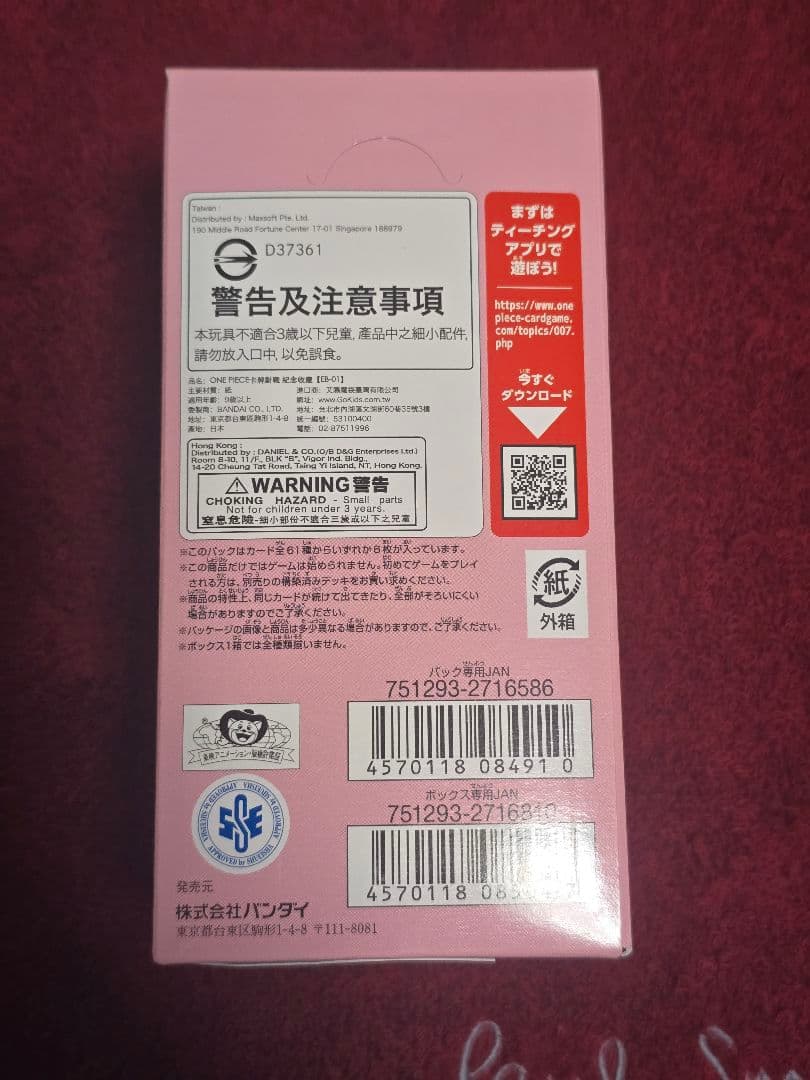 Taiwan :
Distributed by : Maxsoft Pte. Ltd.
190 Middle Road Fortune Center 17-01 Singapore 188979
D37361
警告及注意事項
本玩具不適合3歲以下兒童, 產品中之細小配件,
請勿放入口中, 以免誤食。
品名: ONE PIECE卡牌對戰 紀念收藏【EB-01】
主要材質: 紙
適用年齡: 9歲以上
委製商: BANDAI CO., LTD.
地址: 東京都台東区駒形1-4-8
產地: 日本
網址: www.GoKids.com.tw
地址: 台北市內湖區文湖街60巷35號3樓
統一編號: 53100400
電話: 02-87511996
Hong Kong :
Distributed by : DANIEL & CO.(O/B D&G Enterprises Ltd.)
Room 8-10, 11/F., BLK "B", Vigor Ind. Bldg.,
14-20 Cheung Tat Road, Tsing Yi Island, NT, Hong Kong.
WARNING 警告
CHOKING HAZARD - Small parts
Not for children under 3 years.
窒息危險-細小部份不適合三歲或以下之兒童
まずは
ティーチング
アプリで
遊ぼう!
https://www.one
piece-cardgame.
com/topics/007.
php
今すぐ
ダウンロード
※このパックはカード全61種からいずれか6枚が入っています。
※この商品だけではゲームは始められません。初めてゲームをプレイ
される方は、別売りの構築済みデッキをお買い求めください。
※商品の特性上、同じカードが続けて出てきたり、全部がそろいにくい
場合がありますのでご了承ください。
※パッケージの画像と商品は多少異なる場合がありますので、ご了承ください。
※ボックス1箱では全種類揃いません。
紙
外箱
パック専用JAN
751293-2716586
4570118 08491 0
ボックス専用JAN
751293-2716810
4570118 08
東映アニメーション・版権許諾証
APPROVED by SHUEISHA
発売元
株式会社バンダイ
東京都台東区駒形1-4-8 〒111-8081